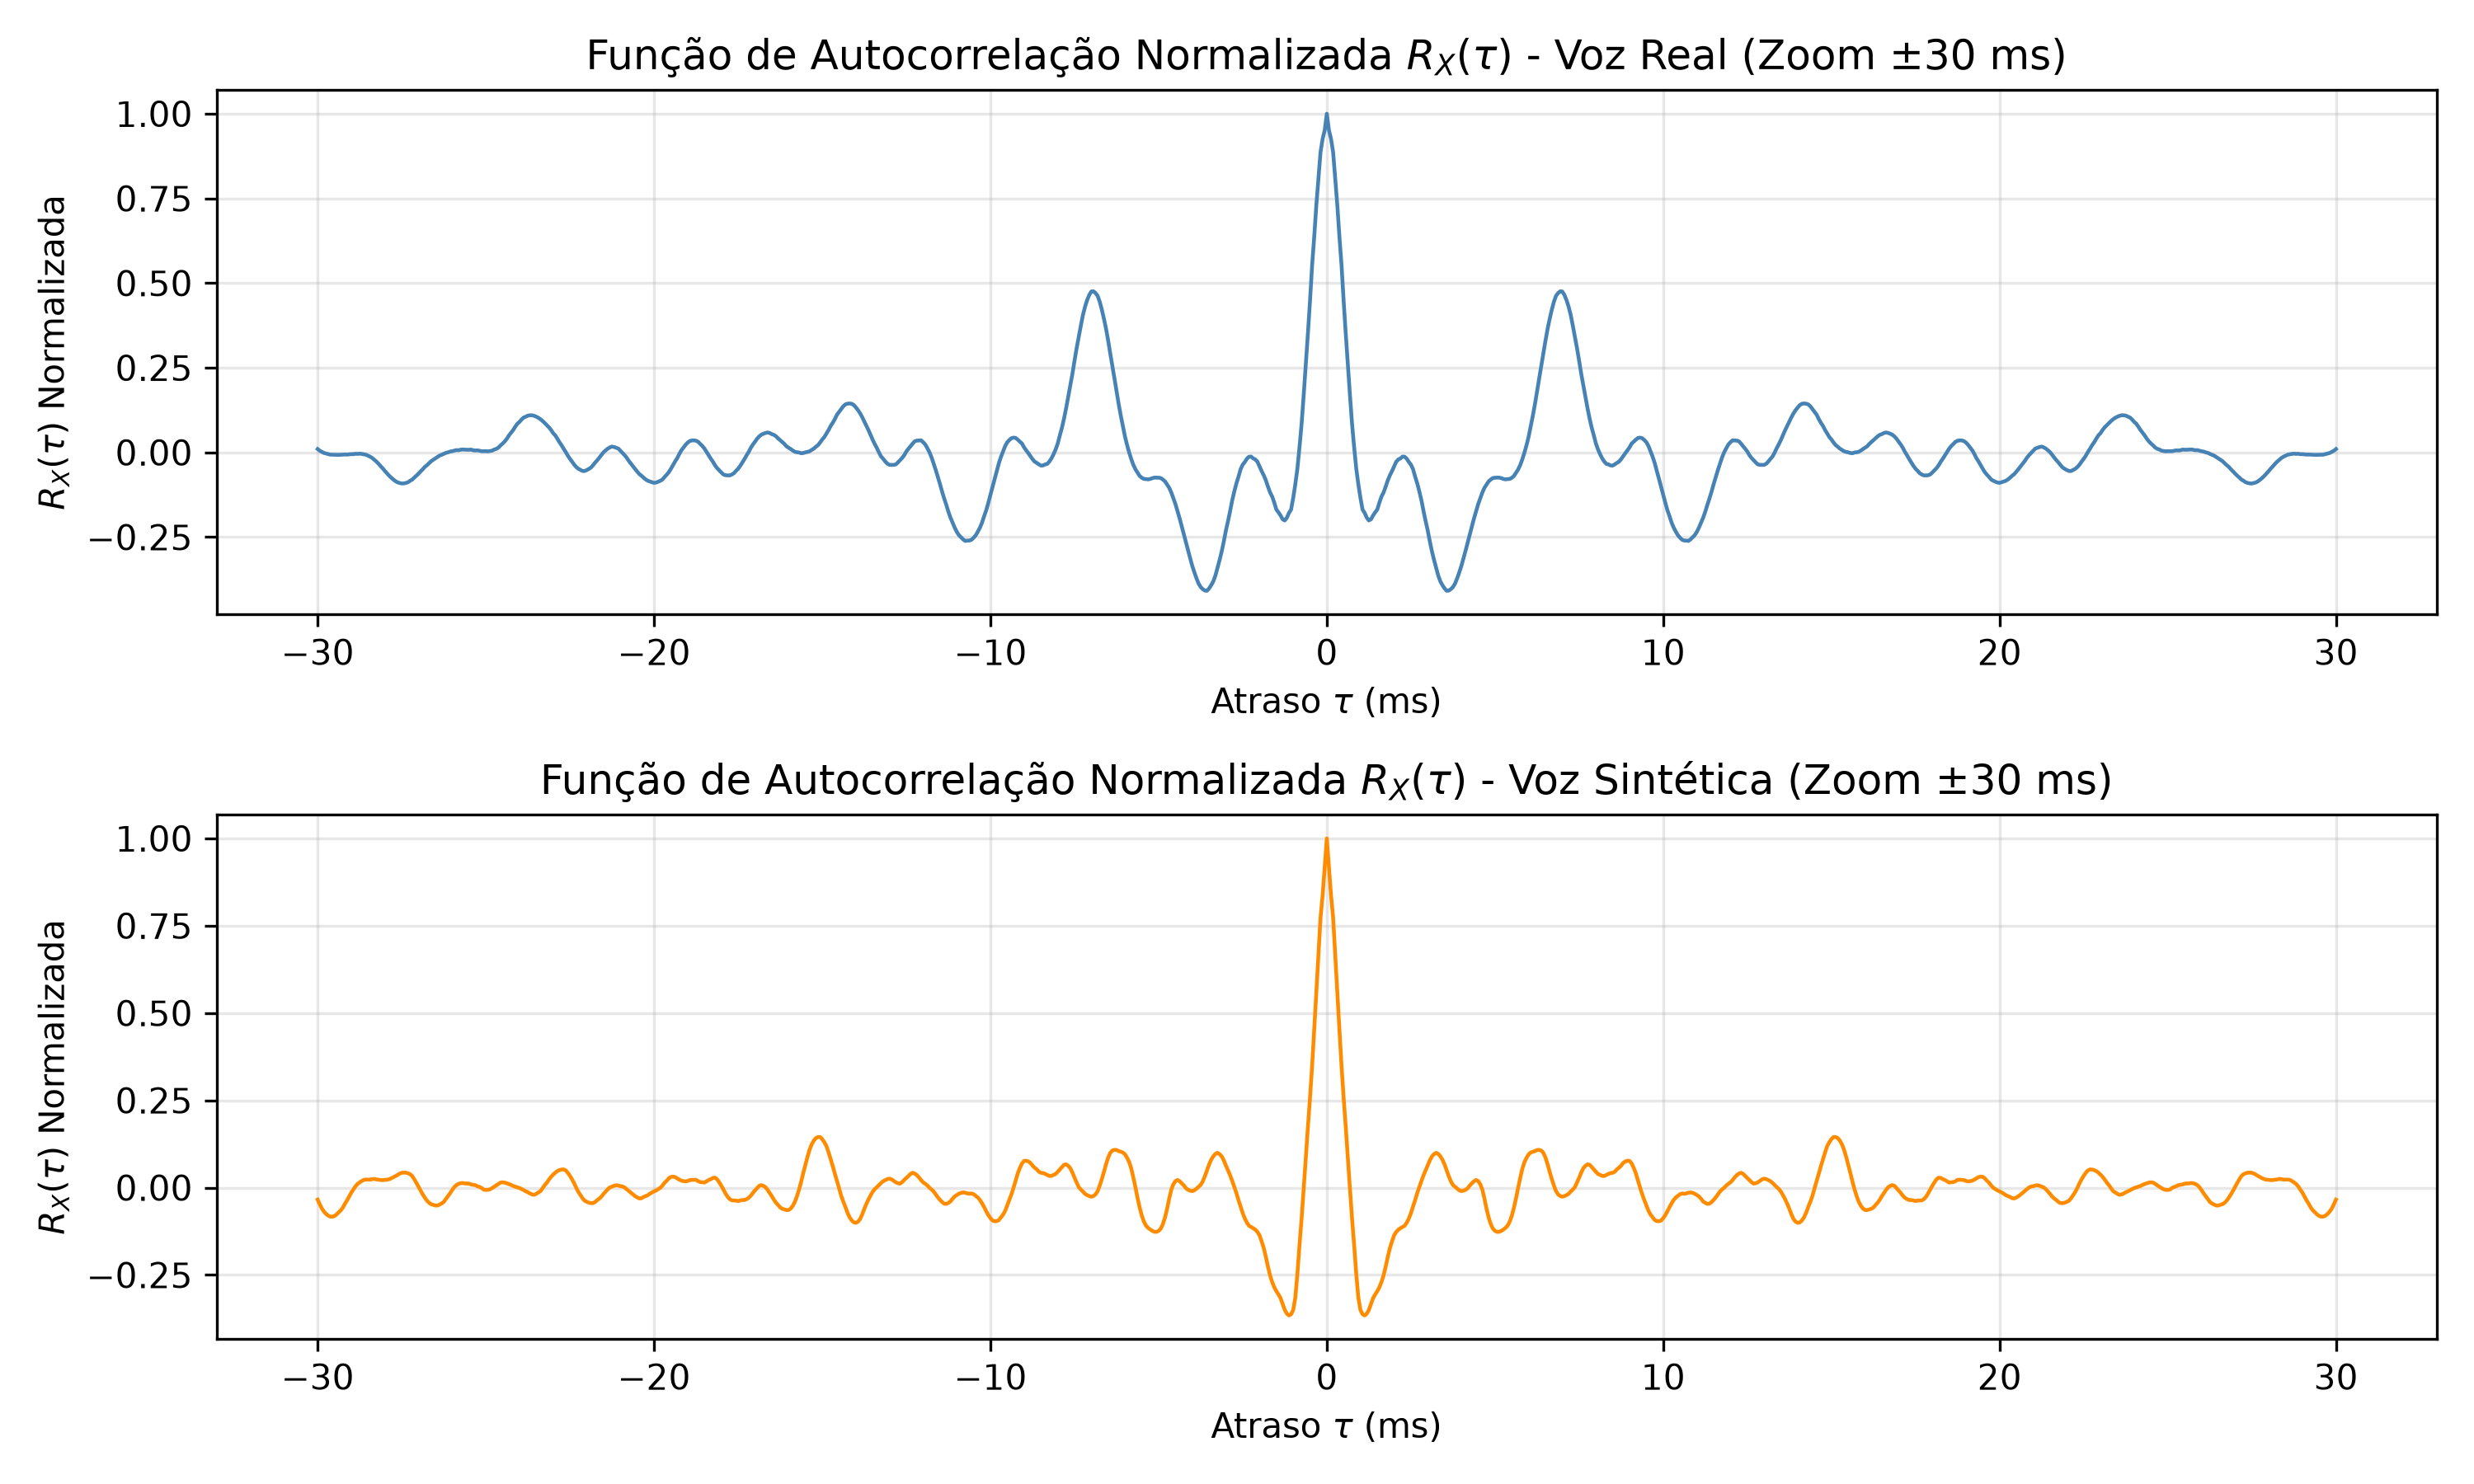 Função de Autocorrelação Normalizada R_X(τ) - Voz Real (Zoom ±30 ms)
R_X(τ) Normalizada
1.00
0.75
0.50
0.25
0.00
−0.25
−30 −20 −10 0 10 20 30
Atraso τ (ms)
Função de Autocorrelação Normalizada R_X(τ) - Voz Sintética (Zoom ±30 ms)
R_X(τ) Normalizada
1.00
0.75
0.50
0.25
0.00
−0.25
−30 −20 −10 0 10 20 30
Atraso τ (ms)